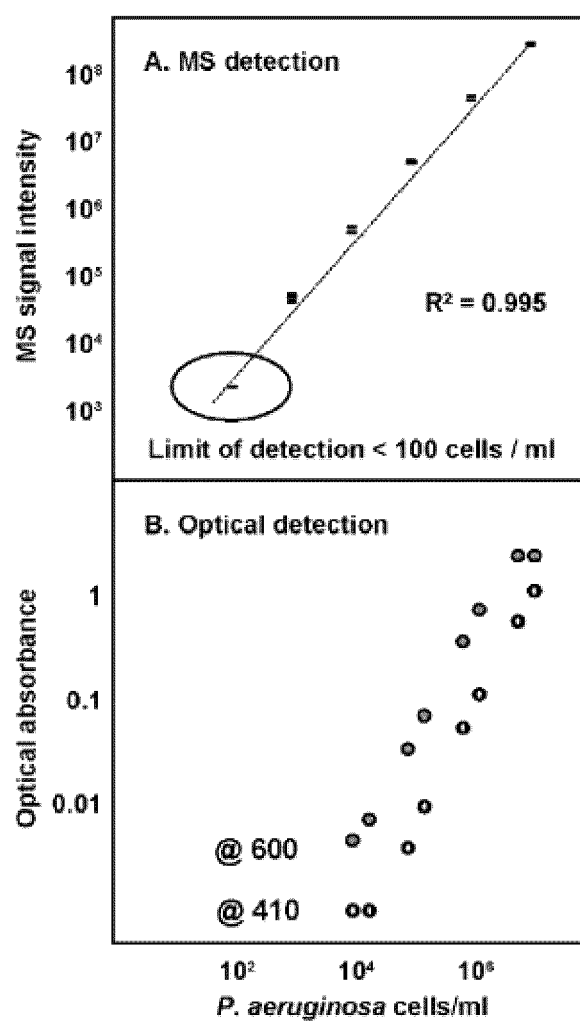 A. MS detection
10⁸
10⁷
10⁶
10⁵
10⁴
10³
MS signal intensity
R² = 0.995
Limit of detection < 100 cells / ml
B. Optical detection
1
0.1
0.01
Optical absorbance
@ 600
@ 410
10² 10⁴ 10⁶
P. aeruginosa cells/ml